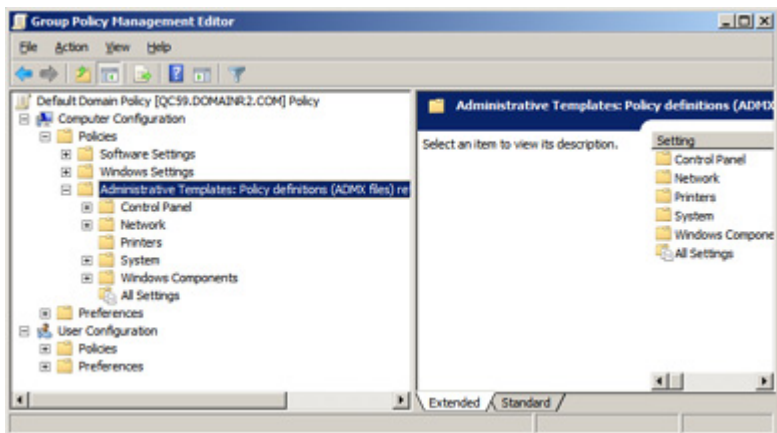 Group Policy Management Editor
File Action View Help
Default Domain Policy [QC59.DOMAINR2.COM] Policy
Computer Configuration
Policies
Software Settings
Windows Settings
Administrative Templates: Policy definitions (ADMX files) re
Control Panel
Network
Printers
System
Windows Components
All Settings
Preferences
User Configuration
Policies
Preferences
Administrative Templates: Policy definitions (ADMX
Select an item to view its description.
Setting
Control Panel
Network
Printers
System
Windows Compone
All Settings
Extended Standard